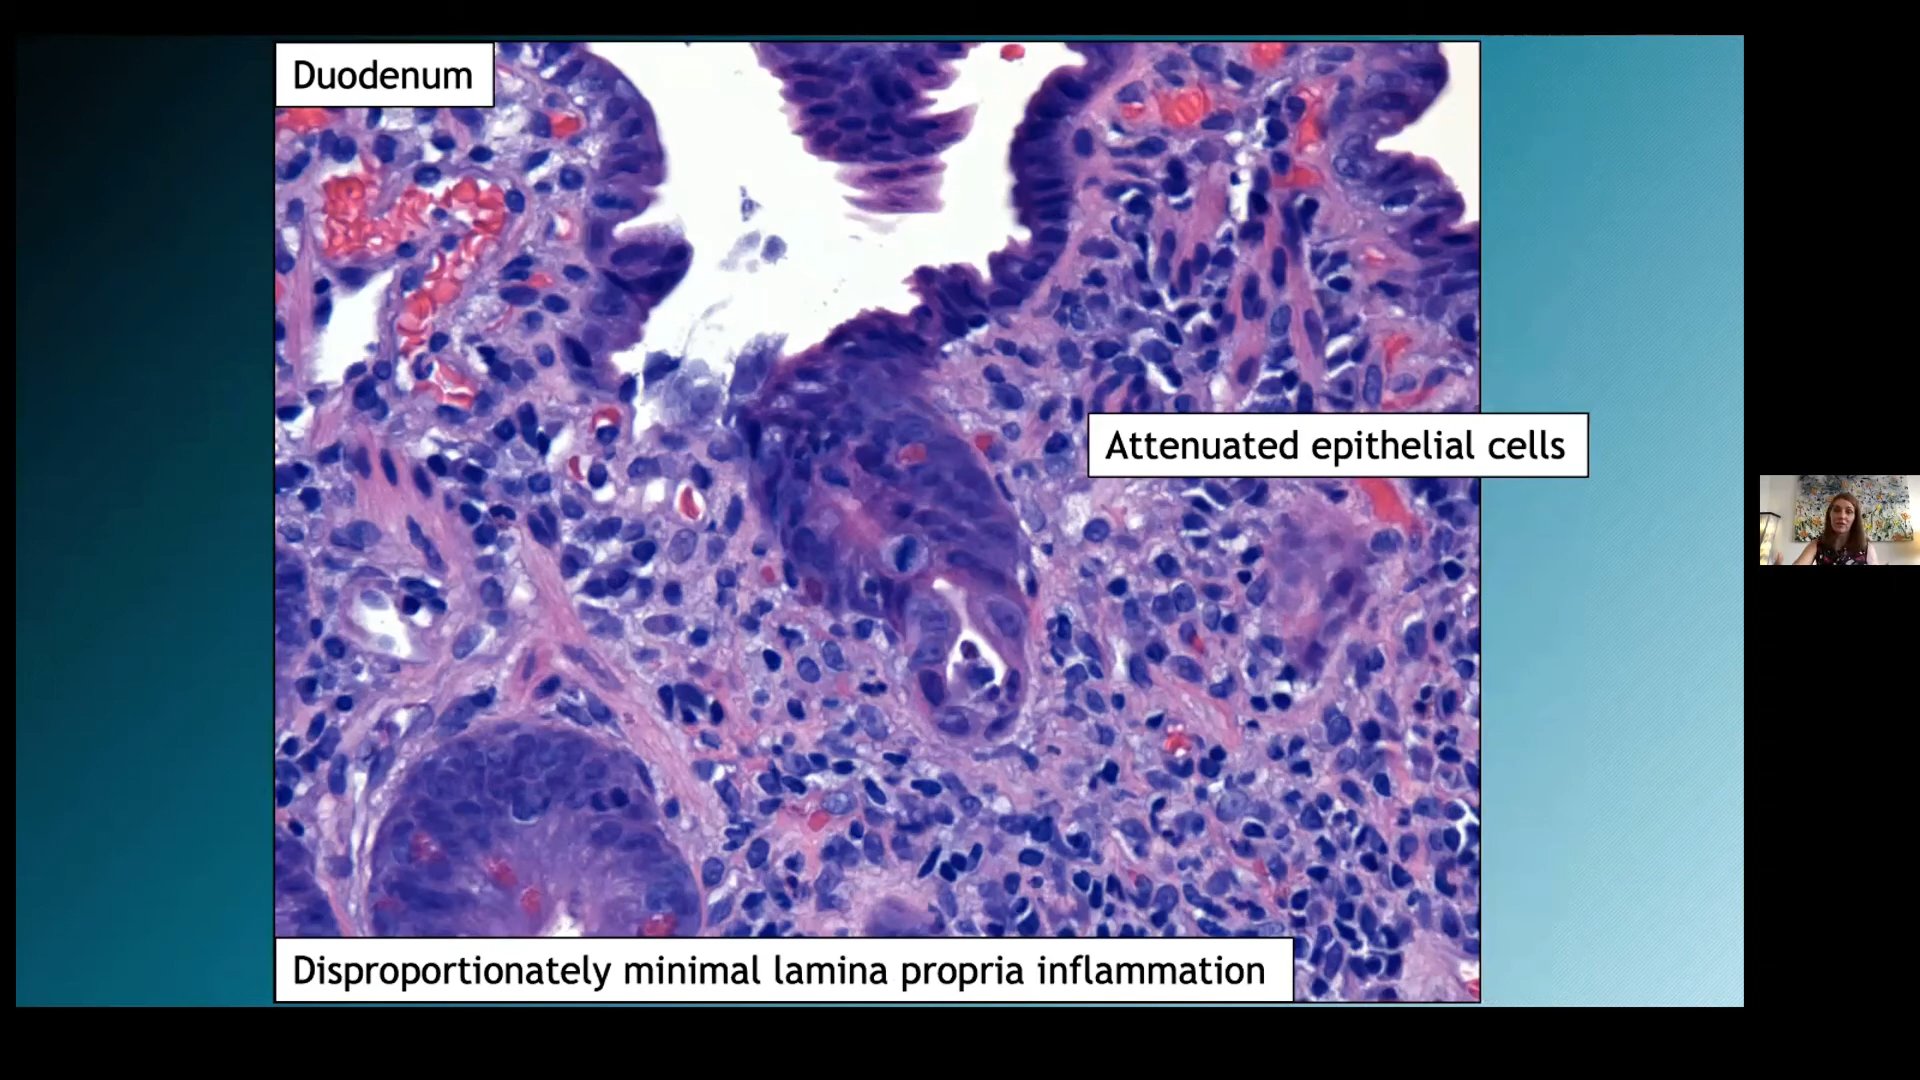 Duodenum
Attenuated epithelial cells
Disproportionately minimal lamina propria inflammation